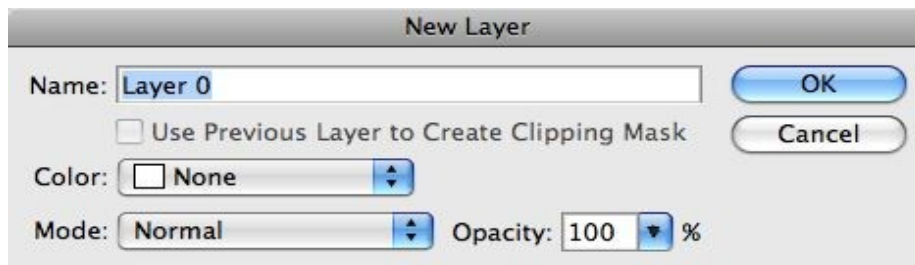 New Layer
Name: Layer 0 OK
Use Previous Layer to Create Clipping Mask Cancel
Color: None
Mode: Normal Opacity: 100 %